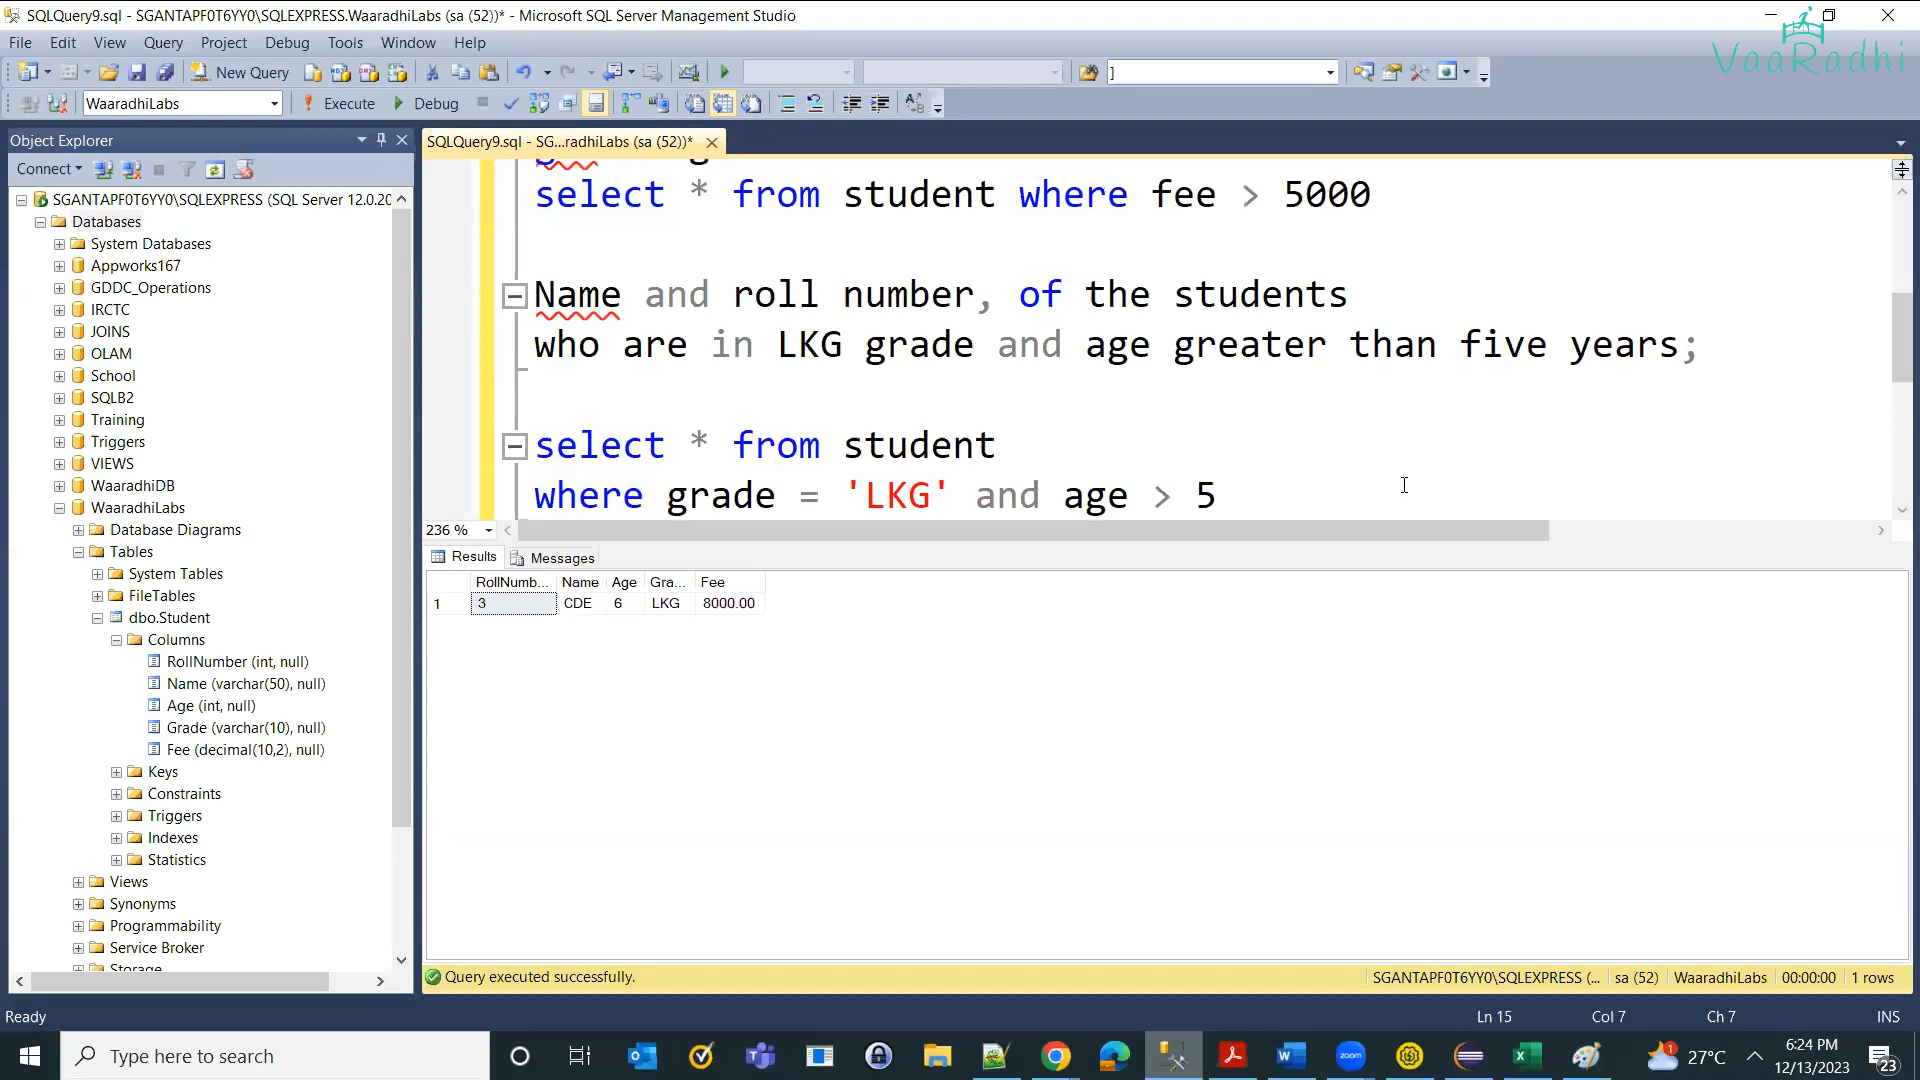 SQLQuery9.sql - SGANTAPF0T6YY0\SQLEXPRESS.WaaradhiLabs (sa (52))* - Microsoft SQL Server Management Studio
VaaRadhi
File Edit View Query Project Debug Tools Window Help
New Query ]
WaaradhiLabs Execute Debug
Object Explorer
SQLQuery9.sql - SG...radhiLabs (sa (52))*
Connect
SGANTAPF0T6YY0\SQLEXPRESS (SQL Server 12.0.20
Databases
System Databases
Appworks167
GDDC_Operations
IRCTC
JOINS
OLAM
School
SQLB2
Training
Triggers
VIEWS
WaaradhiDB
WaaradhiLabs
Database Diagrams
Tables
System Tables
FileTables
dbo.Student
Columns
RollNumber (int, null)
Name (varchar(50), null)
Age (int, null)
Grade (varchar(10), null)
Fee (decimal(10,2), null)
Keys
Constraints
Triggers
Indexes
Statistics
Views
Synonyms
Programmability
Service Broker
Storage
select * from student where fee > 5000
Name and roll number, of the students
who are in LKG grade and age greater than five years;
select * from student
where grade = 'LKG' and age > 5
236 %
Results Messages
RollNumb... Name Age Gra... Fee
1 3 CDE 6 LKG 8000.00
Query executed successfully. SGANTAPF0T6YY0\SQLEXPRESS (... sa (52) WaaradhiLabs 00:00:00 1 rows
Ready Ln 15 Col 7 Ch 7 INS
Type here to search
zoom
27°C
6:24 PM
12/13/2023
23